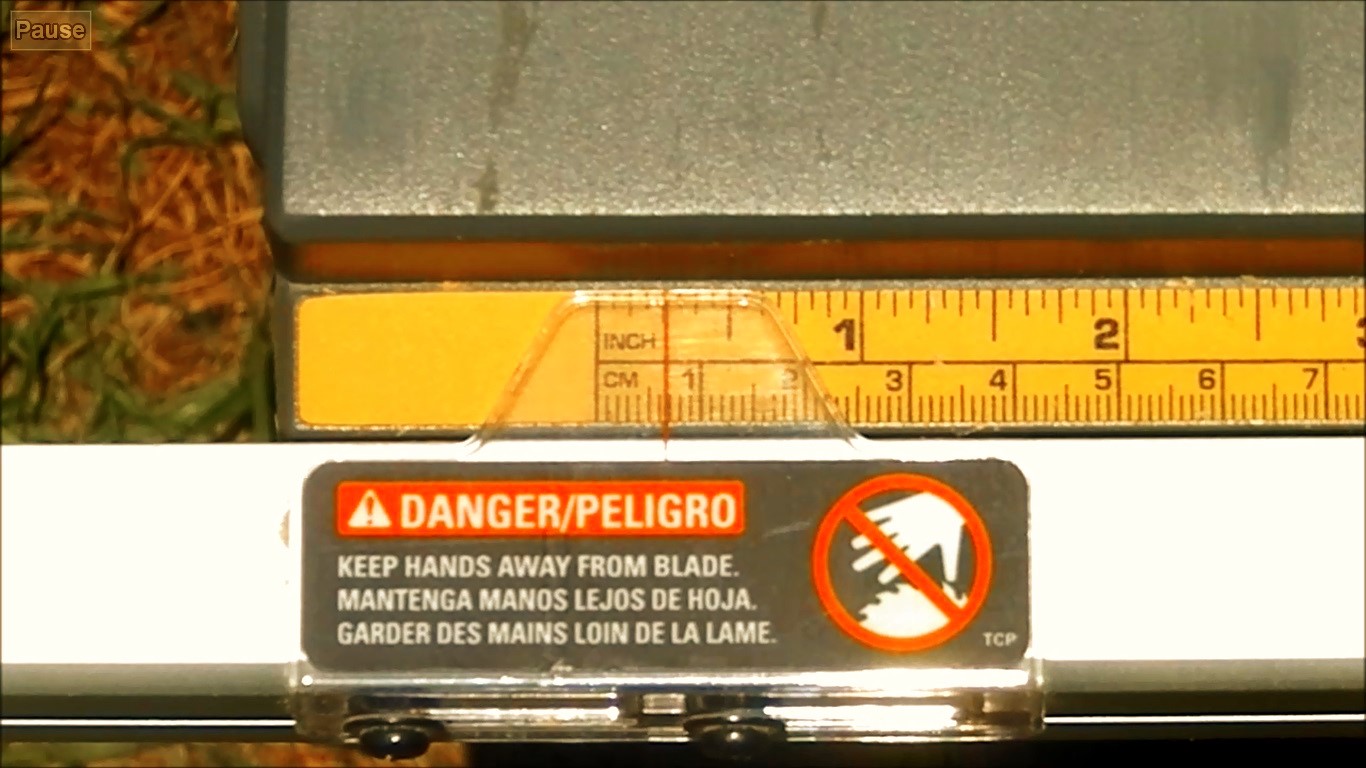 Pause
INCH 1 2
CM 1 2 3 4 5 6 7
DANGER/PELIGRO
KEEP HANDS AWAY FROM BLADE.
MANTENGA MANOS LEJOS DE HOJA.
GARDER DES MAINS LOIN DE LA LAME.
TCP